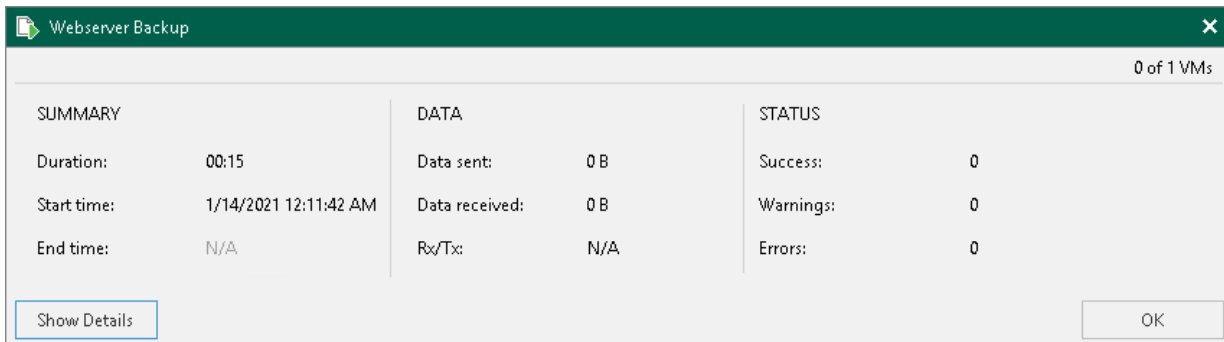 Webserver Backup
0 of 1 VMs
SUMMARY DATA STATUS
Duration: 00:15 Data sent: 0 B Success: 0
Start time: 1/14/2021 12:11:42 AM Data received: 0 B Warnings: 0
End time: N/A Rx/Tx: N/A Errors: 0
Show Details OK